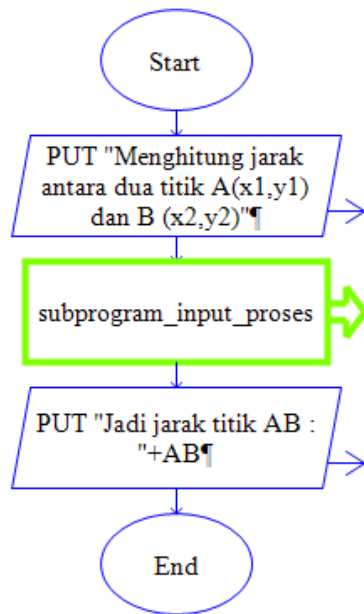 Start
PUT "Menghitung jarak
antara dua titik A(x1,y1)
dan B (x2,y2)"¶
subprogram_input_proses
PUT "Jadi jarak titik AB :
"+AB¶
End